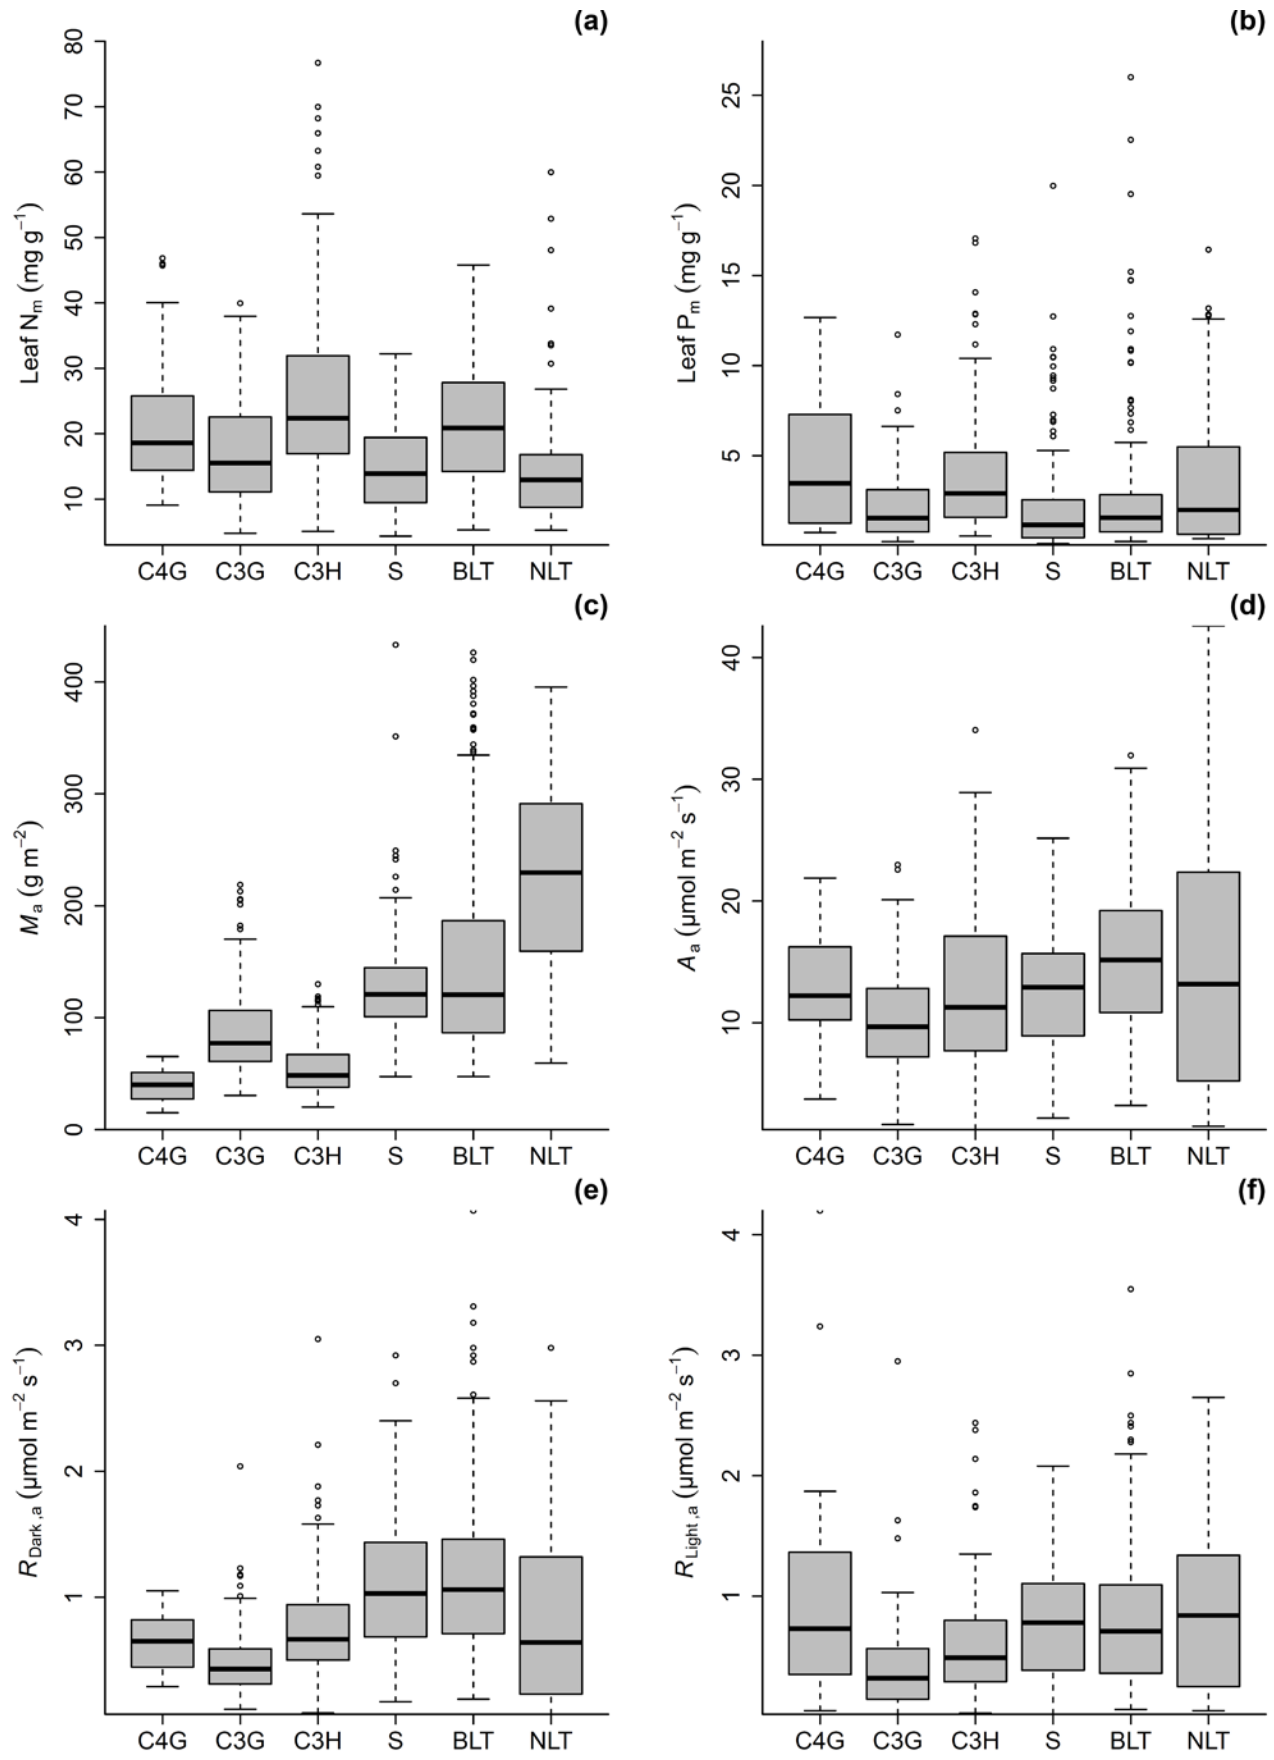 (a)
Leaf Nₘ (mg g⁻¹)
80
70
60
50
40
30
20
10
C4G C3G C3H S BLT NLT
(b)
Leaf Pₘ (mg g⁻¹)
25
20
15
10
5
C4G C3G C3H S BLT NLT
(c)
Mₐ (g m⁻²)
400
300
200
100
0
C4G C3G C3H S BLT NLT
(d)
Aₐ (µmol m⁻² s⁻¹)
40
30
20
10
C4G C3G C3H S BLT NLT
(e)
R Dark,a (µmol m⁻² s⁻¹)
4
3
2
1
C4G C3G C3H S BLT NLT
(f)
R Light,a (µmol m⁻² s⁻¹)
4
3
2
1
C4G C3G C3H S BLT NLT